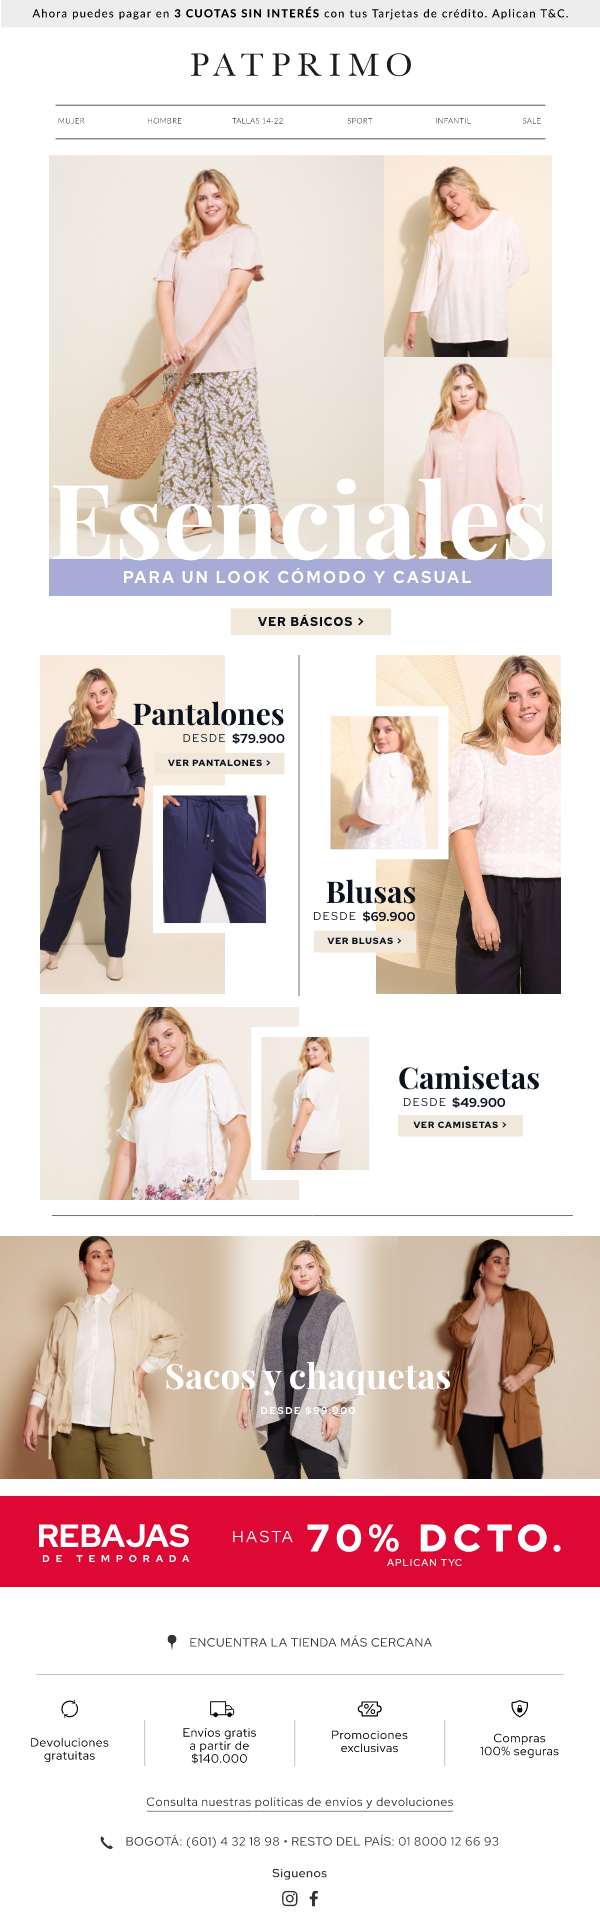 Ahora puedes pagar en 3 CUOTAS SIN INTERÉS con tus Tarjetas de crédito. Aplican T&C.
PATPRIMO
MUJER HOMBRE TALLAS 14-22 SPORT INFANTIL SALE
Esenciales
PARA UN LOOK CÓMODO Y CASUAL
VER BÁSICOS >
Pantalones
DESDE $79.900
VER PANTALONES >
Blusas
DESDE $69.900
VER BLUSAS >
Camisetas
DESDE $49.900
VER CAMISETAS >
Sacos y chaquetas
DESDE $99.900
REBAJAS
DE TEMPORADA
HASTA 70% DCTO.
APLICAN TYC
ENCUENTRA LA TIENDA MÁS CERCANA
Devoluciones
gratuitas
Envíos gratis
a partir de
$140.000
Promociones
exclusivas
Compras
100% seguras
Consulta nuestras políticas de envíos y devoluciones
BOGOTÁ: (601) 4 32 18 98 • RESTO DEL PAÍS: 01 8000 12 66 93
Síguenos